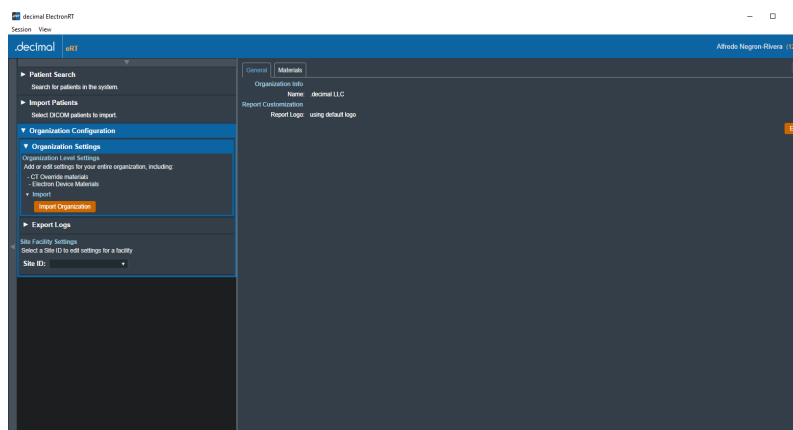 decimal ElectronRT
Session View
.decimal eRT
Alfredo Negron-Rivera
Patient Search
Search for patients in the system.
Import Patients
Select DICOM patients to import.
Organization Configuration
Organization Settings
Organization Level Settings
Add or edit settings for your entire organization, including:
- CT Override materials
- Electron Device Materials
Import
Import Organization
Export Logs
Site Facility Settings
Select a Site ID to edit settings for a facility
Site ID:
General Materials
Organization Info
Name: .decimal LLC
Report Customization
Report Logo: using default logo